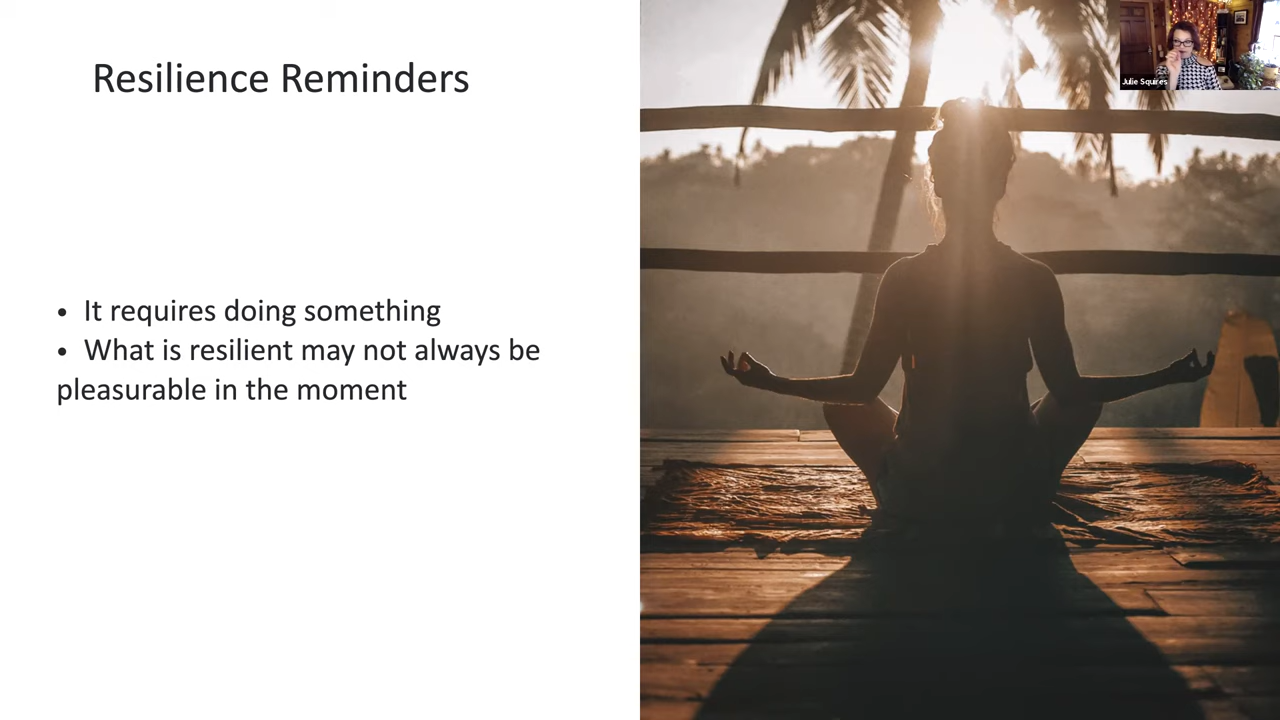 Resilience Reminders
• It requires doing something
• What is resilient may not always be
pleasurable in the moment
Julie Squires